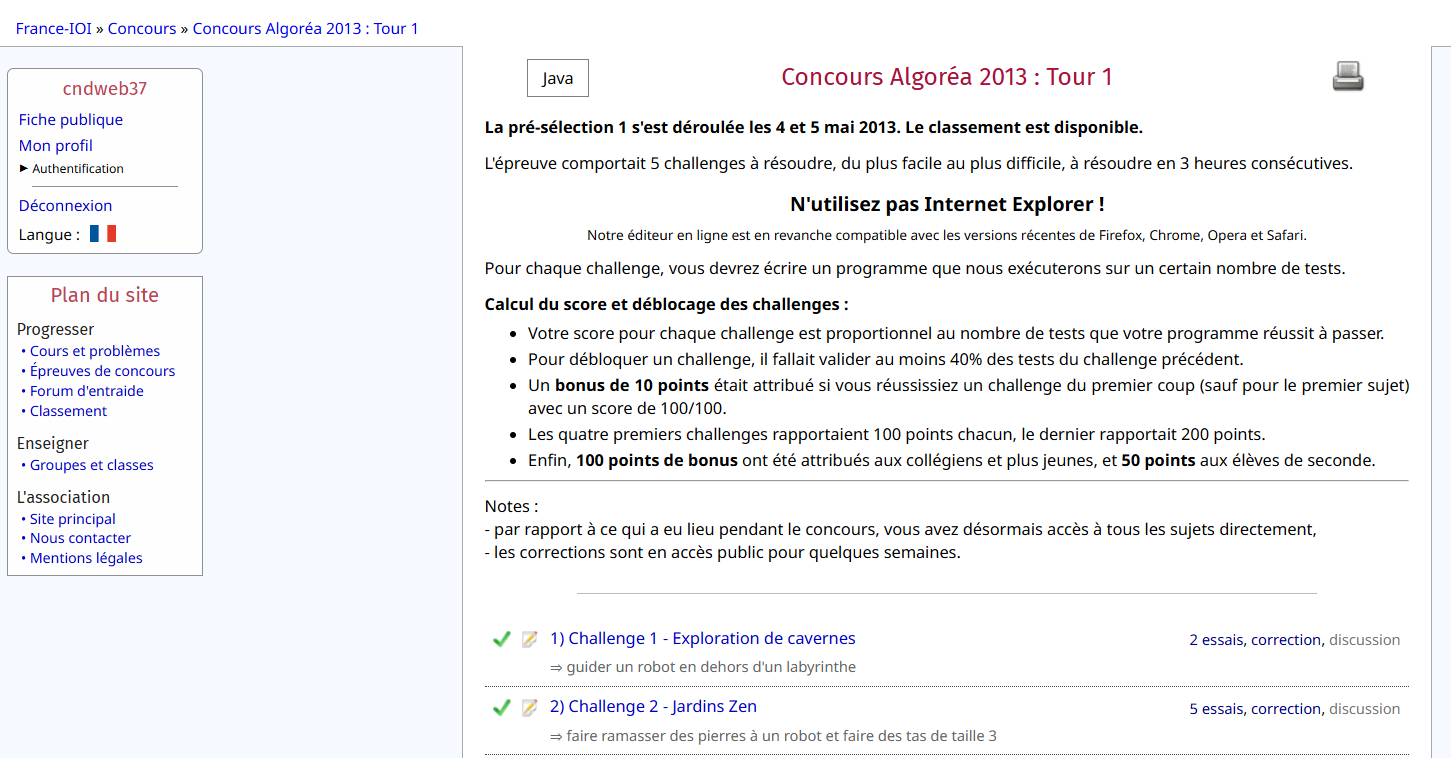 France-IOI » Concours » Concours Algoréa 2013 : Tour 1
cndweb37
Fiche publique
Mon profil
► Authentification
Déconnexion
Langue :
Plan du site
Progresser
• Cours et problèmes
• Épreuves de concours
• Forum d'entraide
• Classement
Enseigner
• Groupes et classes
L'association
• Site principal
• Nous contacter
• Mentions légales
Java
Concours Algoréa 2013 : Tour 1
La pré-sélection 1 s'est déroulée les 4 et 5 mai 2013. Le classement est disponible.
L'épreuve comportait 5 challenges à résoudre, du plus facile au plus difficile, à résoudre en 3 heures consécutives.
N'utilisez pas Internet Explorer !
Notre éditeur en ligne est en revanche compatible avec les versions récentes de Firefox, Chrome, Opera et Safari.
Pour chaque challenge, vous devrez écrire un programme que nous exécuterons sur un certain nombre de tests.
Calcul du score et déblocage des challenges :
• Votre score pour chaque challenge est proportionnel au nombre de tests que votre programme réussit à passer.
• Pour débloquer un challenge, il fallait valider au moins 40% des tests du challenge précédent.
• Un bonus de 10 points était attribué si vous réussissiez un challenge du premier coup (sauf pour le premier sujet)
avec un score de 100/100.
• Les quatre premiers challenges rapportaient 100 points chacun, le dernier rapportait 200 points.
• Enfin, 100 points de bonus ont été attribués aux collégiens et plus jeunes, et 50 points aux élèves de seconde.
Notes :
- par rapport à ce qui a eu lieu pendant le concours, vous avez désormais accès à tous les sujets directement,
- les corrections sont en accès public pour quelques semaines.
1) Challenge 1 - Exploration de cavernes 2 essais, correction, discussion
⇒ guider un robot en dehors d'un labyrinthe
2) Challenge 2 - Jardins Zen 5 essais, correction, discussion
⇒ faire ramasser des pierres à un robot et faire des tas de taille 3